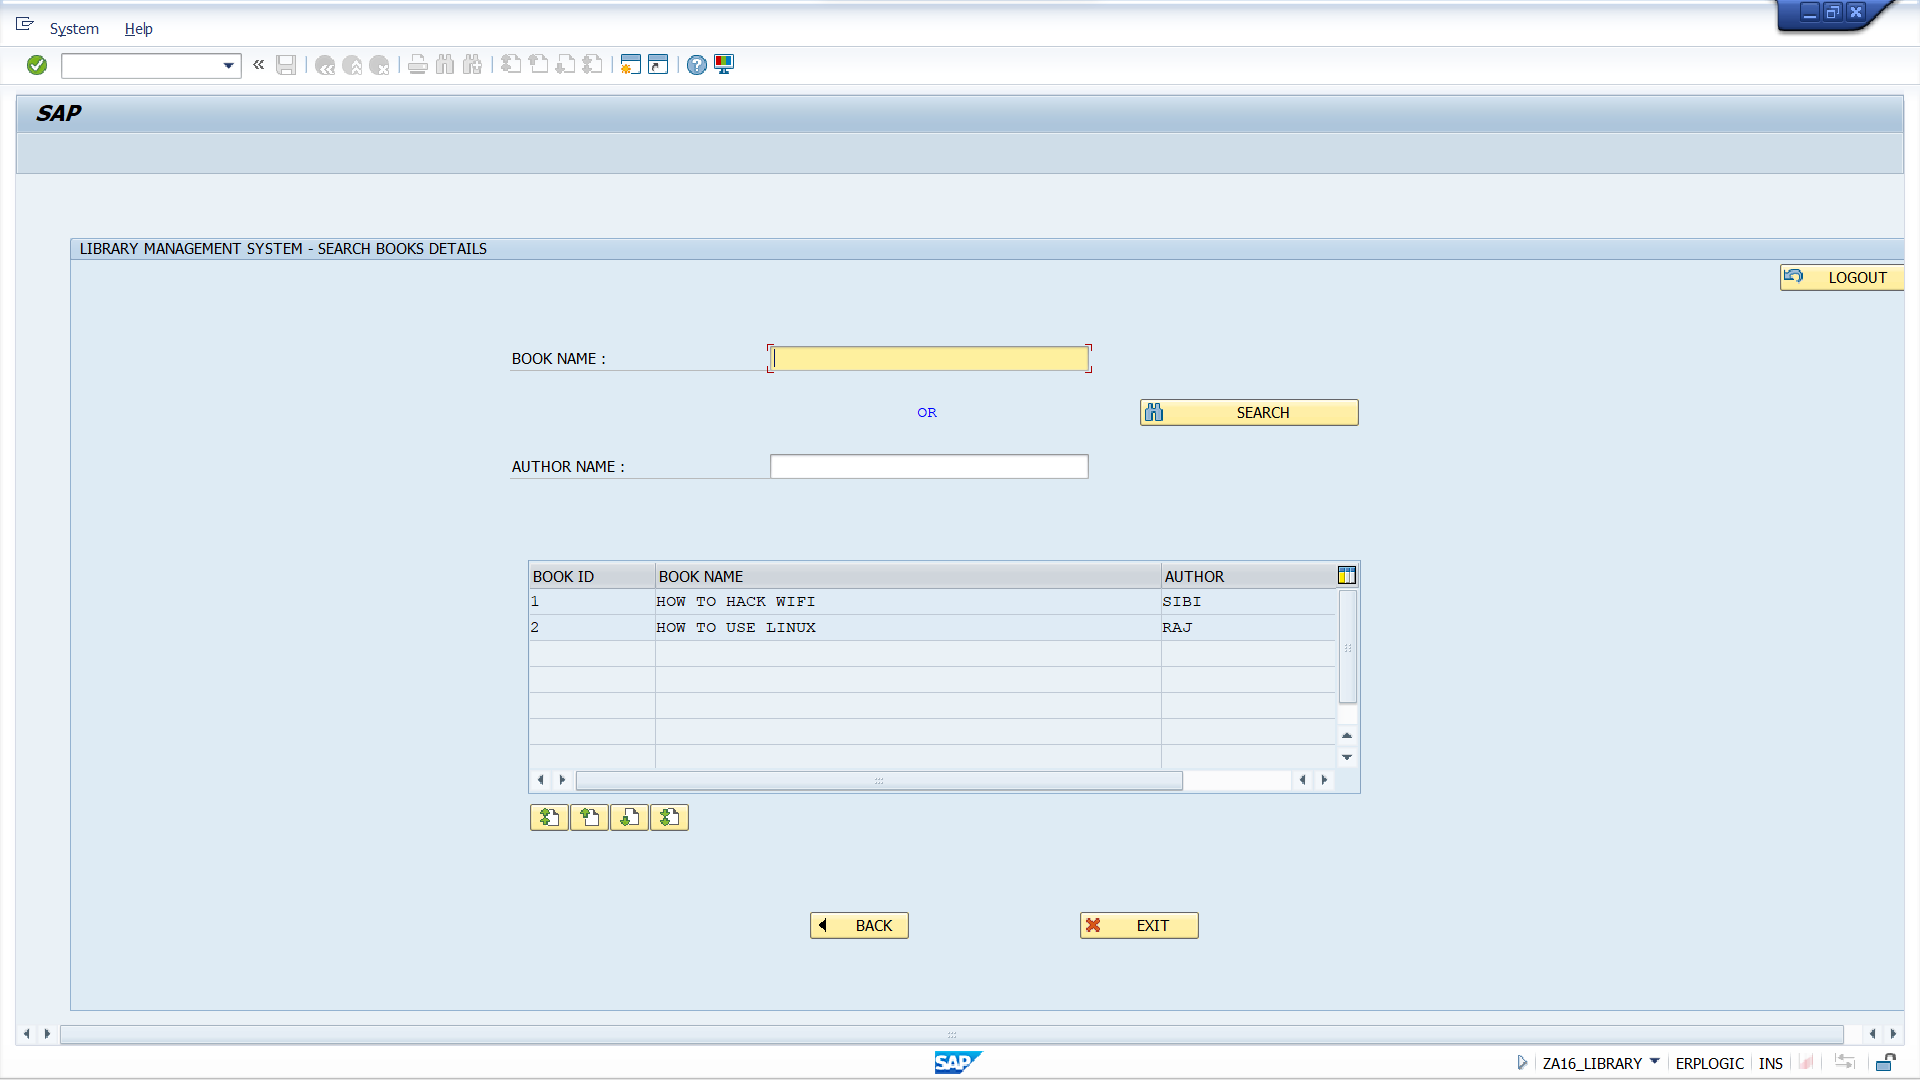 System Help
SAP
LIBRARY MANAGEMENT SYSTEM - SEARCH BOOKS DETAILS
LOGOUT
BOOK NAME :
OR
SEARCH
AUTHOR NAME :
BOOK ID BOOK NAME AUTHOR
1 HOW TO HACK WIFI SIBI
2 HOW TO USE LINUX RAJ
BACK EXIT
SAP ZA16_LIBRARY ERPLOGIC INS